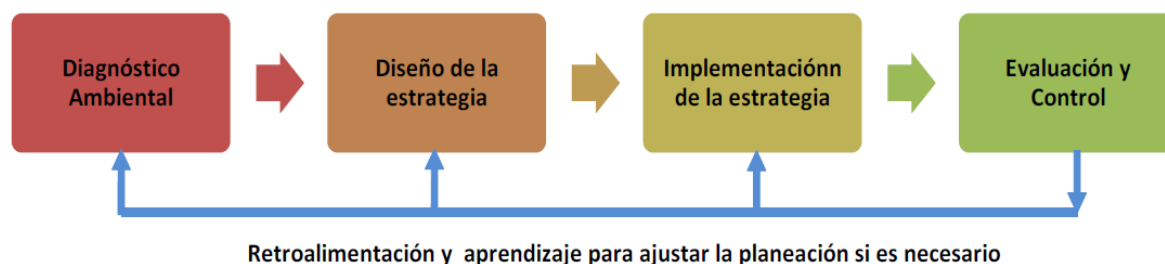 Diagnóstico
Ambiental
Diseño de la
estrategia
Implementaciónn
de la estrategia
Evaluación y
Control
Retroalimentación y aprendizaje para ajustar la planeación si es necesario